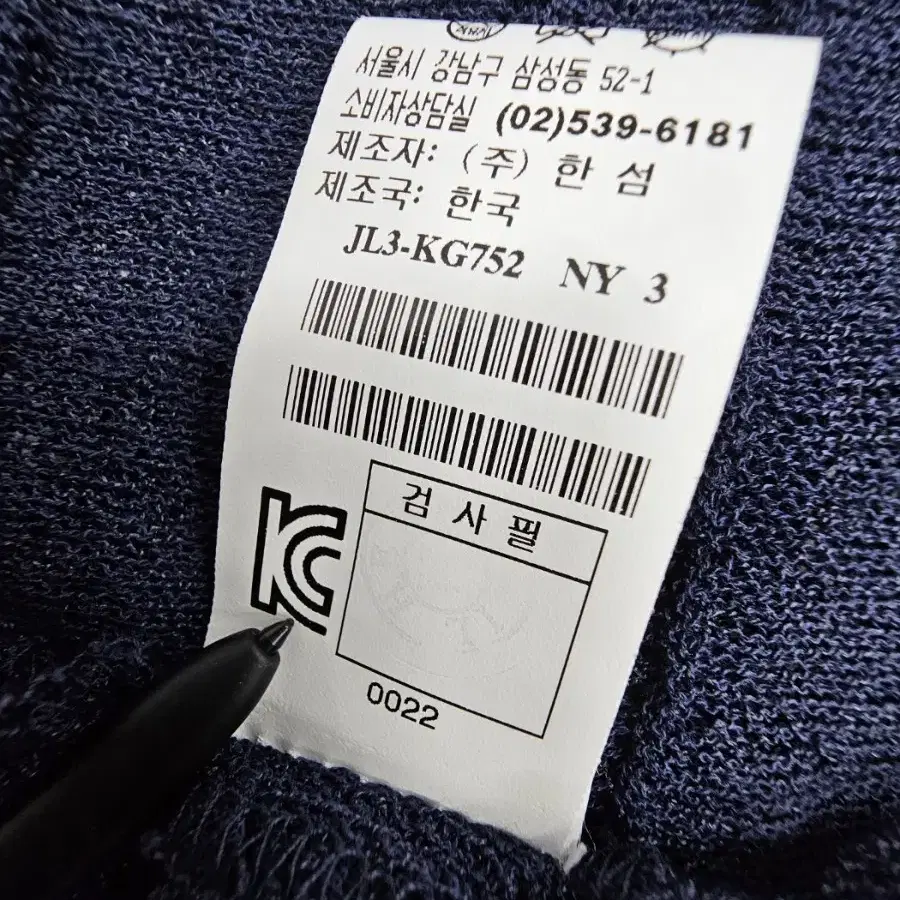 서울시 강남구 삼성동 52-1
소비자상담실 (02)539-6181
제조자: (주) 한 섬
제조국: 한국
JL3-KG752 NY 3
검 사 필
KC
0022